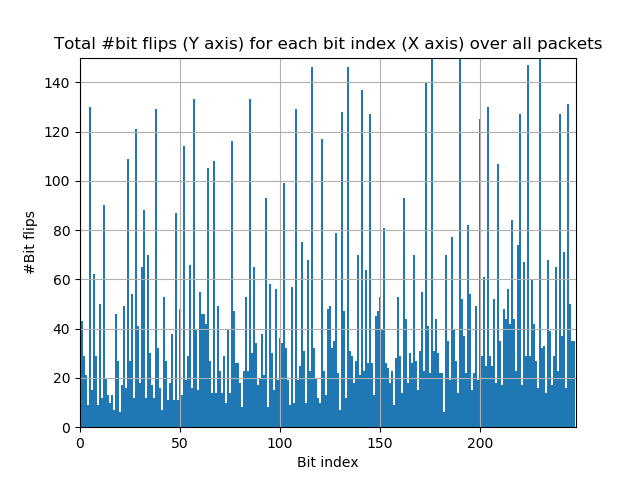 Total #bit flips (Y axis) for each bit index (X axis) over all packets
140
120
100
80
60
40
20
0
#Bit flips
0 50 100 150 200
Bit index